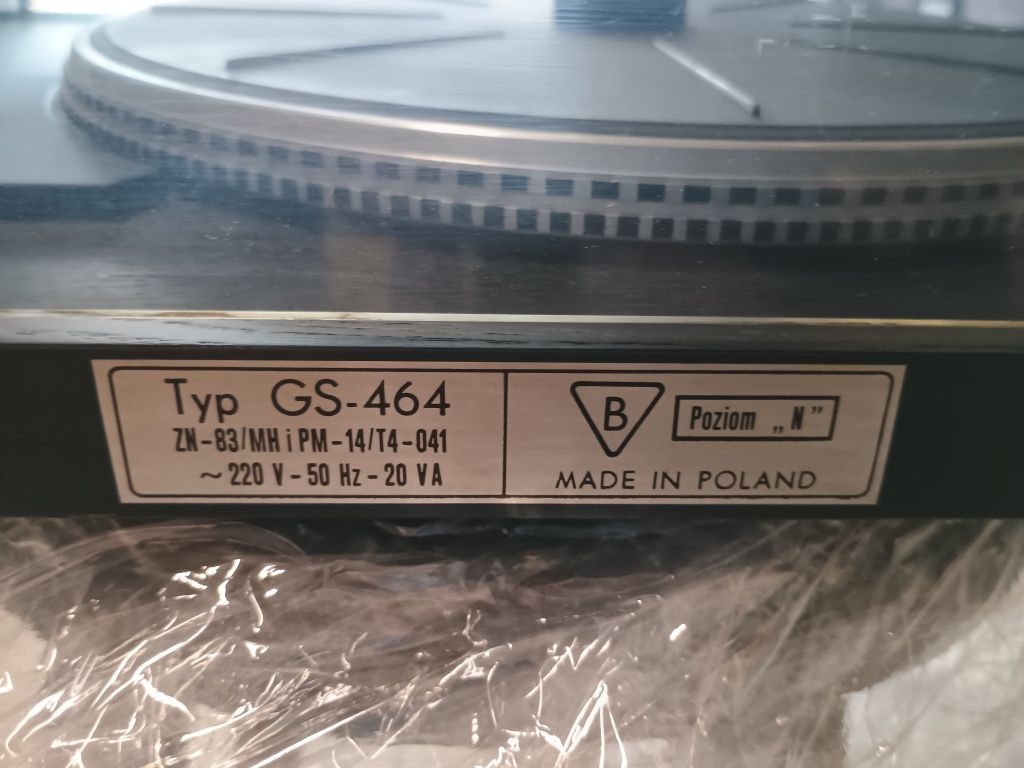 Typ GS-464
ZN-83/MH i PM-14/T4-041
~ 220 V - 50 Hz - 20 VA
B
Poziom „N”
MADE IN POLAND